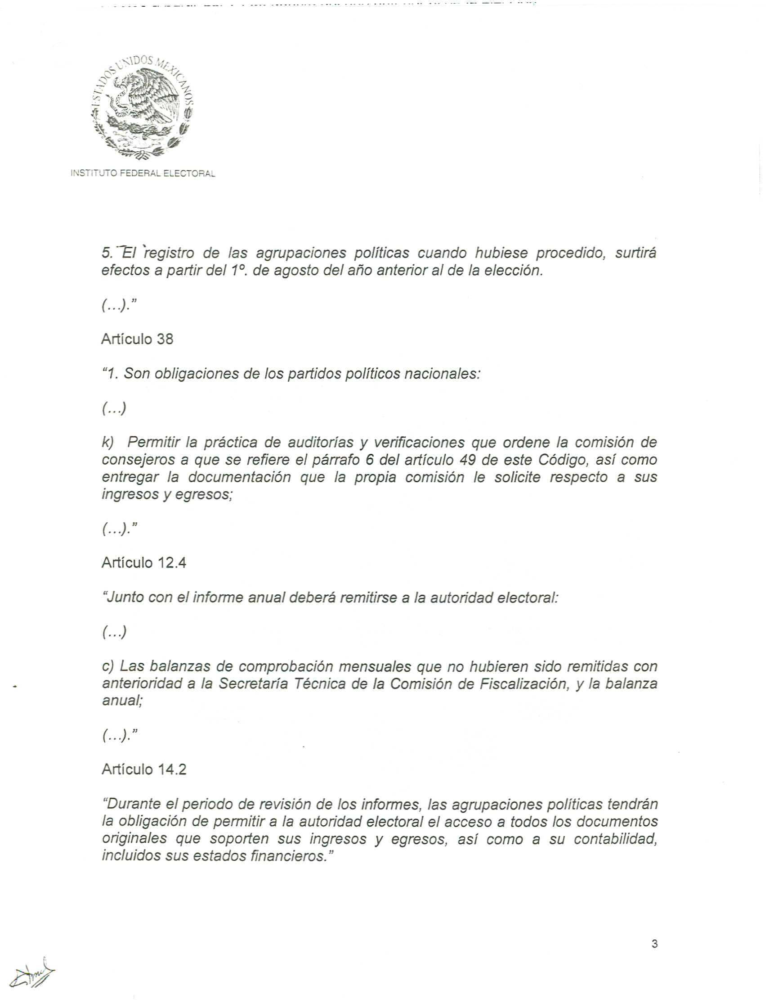 ESTADOS UNIDOS MEXICANOS
INSTITUTO FEDERAL ELECTORAL
5. El registro de las agrupaciones políticas cuando hubiese procedido, surtirá
efectos a partir del 1º. de agosto del año anterior al de la elección.
(...).”
Artículo 38
“1. Son obligaciones de los partidos políticos nacionales:
(...)
k) Permitir la práctica de auditorías y verificaciones que ordene la comisión de
consejeros a que se refiere el párrafo 6 del artículo 49 de este Código, así como
entregar la documentación que la propia comisión le solicite respecto a sus
ingresos y egresos;
(...).”
Artículo 12.4
“Junto con el informe anual deberá remitirse a la autoridad electoral:
(...)
c) Las balanzas de comprobación mensuales que no hubieren sido remitidas con
anterioridad a la Secretaría Técnica de la Comisión de Fiscalización, y la balanza
anual;
(...).”
Artículo 14.2
“Durante el periodo de revisión de los informes, las agrupaciones políticas tendrán
la obligación de permitir a la autoridad electoral el acceso a todos los documentos
originales que soporten sus ingresos y egresos, así como a su contabilidad,
incluidos sus estados financieros.”
3